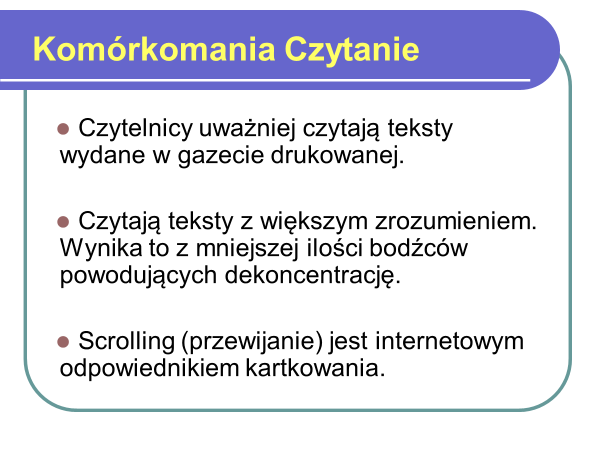 Komórkomania Czytanie
Czytelnicy uważniej czytają teksty
wydane w gazecie drukowanej.
Czytają teksty z większym zrozumieniem.
Wynika to z mniejszej ilości bodźców
powodujących dekoncentrację.
Scrolling (przewijanie) jest internetowym
odpowiednikiem kartkowania.